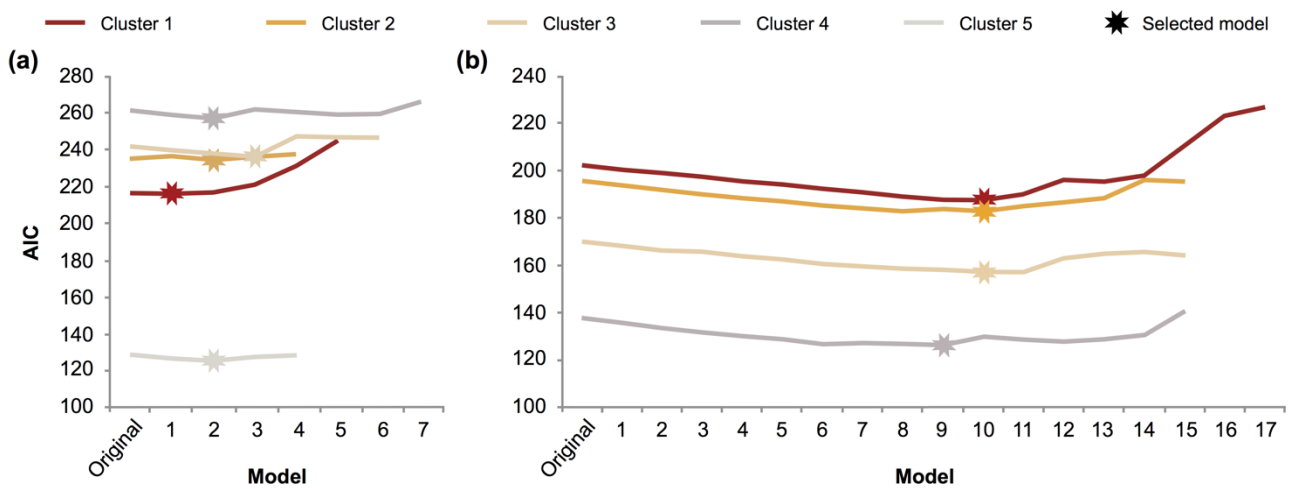 Cluster 1 Cluster 2 Cluster 3 Cluster 4 Cluster 5 Selected model
(a)
AIC
280
260
240
220
200
180
160
140
120
100
Original 1 2 3 4 5 6 7
Model
(b)
240
220
200
180
160
140
120
100
Original 1 2 3 4 5 6 7 8 9 10 11 12 13 14 15 16 17
Model